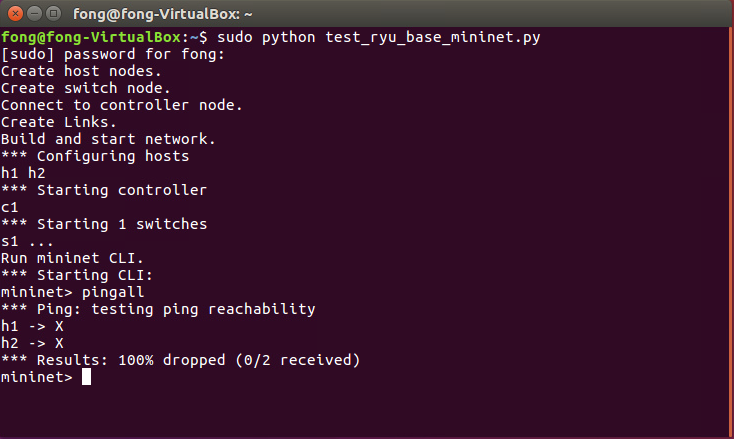 fong@fong-VirtualBox: ~
fong@fong-VirtualBox:~$ sudo python test_ryu_base_mininet.py
[sudo] password for fong:
Create host nodes.
Create switch node.
Connect to controller node.
Create Links.
Build and start network.
*** Configuring hosts
h1 h2
*** Starting controller
c1
*** Starting 1 switches
s1 ...
Run mininet CLI.
*** Starting CLI:
mininet> pingall
*** Ping: testing ping reachability
h1 -> X
h2 -> X
*** Results: 100% dropped (0/2 received)
mininet>